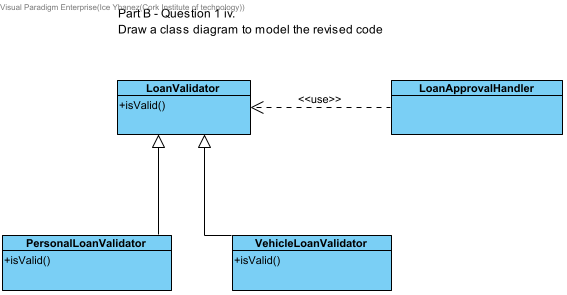 Visual Paradigm Enterprise(Ice Ybanez(Cork Institute of technology))
Part B - Question 1 iv.
Draw a class diagram to model the revised code
LoanValidator
+isValid()
<<use>>
LoanApprovalHandler
PersonalLoanValidator
+isValid()
VehicleLoanValidator
+isValid()